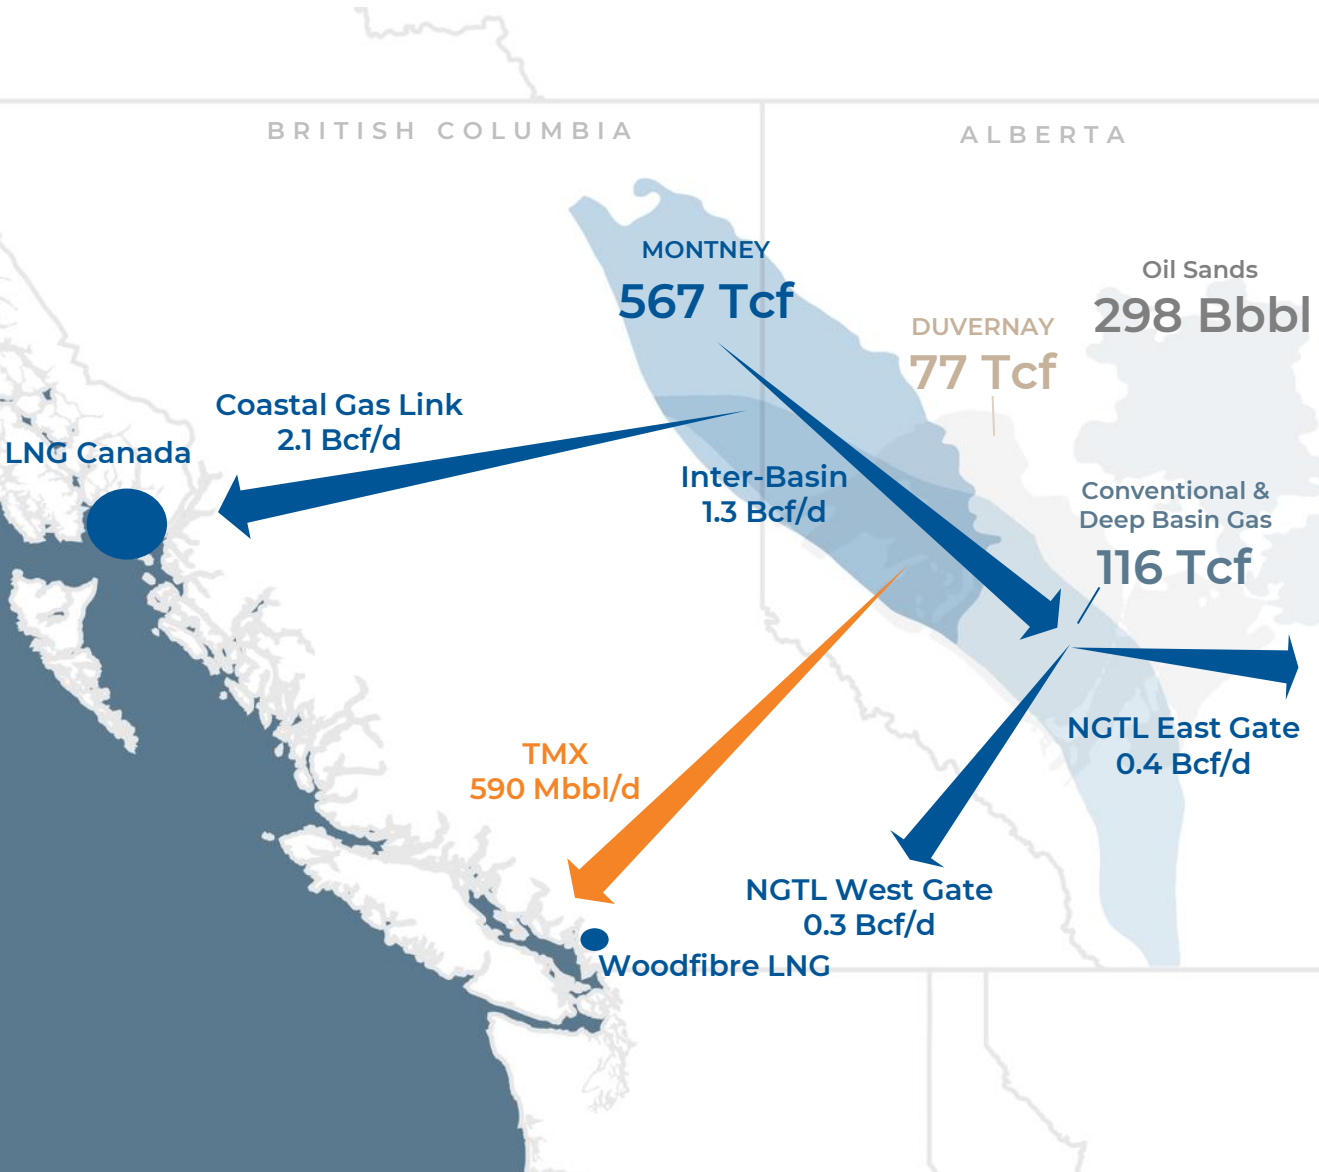 BRITISH COLUMBIA
ALBERTA
MONTNEY
567 Tcf
Oil Sands
298 Bbbl
DUVERNAY
77 Tcf
Coastal Gas Link
2.1 Bcf/d
LNG Canada
Inter-Basin
1.3 Bcf/d
Conventional &
Deep Basin Gas
116 Tcf
NGTL East Gate
0.4 Bcf/d
TMX
590 Mbbl/d
NGTL West Gate
0.3 Bcf/d
Woodfibre LNG